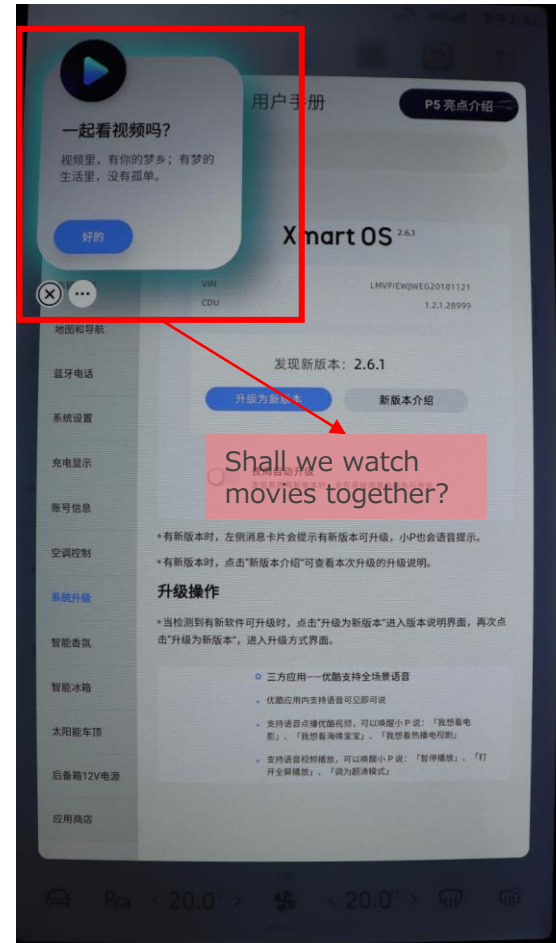 下午2:42
用户手册
P5 亮点介绍
一起看视频吗?
视频里，有你的梦乡；有梦的
生活里，没有孤单。
好的
Xmart OS 2.6.1
VIN
LMVFIEWJWEG20181121
CDU
1.2.1.28999
地图和导航
发现新版本：2.6.1
蓝牙电话
升级为新版本
新版本介绍
系统设置
Shall we watch
movies together?
夜间自动升级
充电显示
账号信息
*有新版本时，左侧消息卡片会提示有新版本可升级，小P也会语音提示。
空调控制
*有新版本时，点击"新版本介绍"可查看本次升级的升级说明。
系统升级
升级操作
*当检测到有新软件可升级时，点击"升级为新版本"进入版本说明界面，再次点
击"升级为新版本"，进入升级方式界面。
智能香氛
三方应用——优酷支持全场景语音
智能冰箱
优酷应用内支持语音可见即可说
支持语音点播优酷视频，可以唤醒小 P 说：「我想看电
影」、「我想看海绵宝宝」、「我想看热播电视剧」
太阳能车顶
支持语音视频播放，可以唤醒小 P 说：「暂停播放」、「打
开全屏播放」、「调为超清模式」
后备箱12V电源
应用商店
< 20.0° >
< 20.0°C >